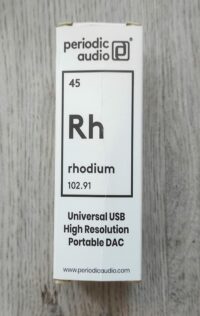 periodic
audio
45
Rh
rhodium
102.91
Universal USB
High Resolution
Portable DAC
www.periodicaudio.com